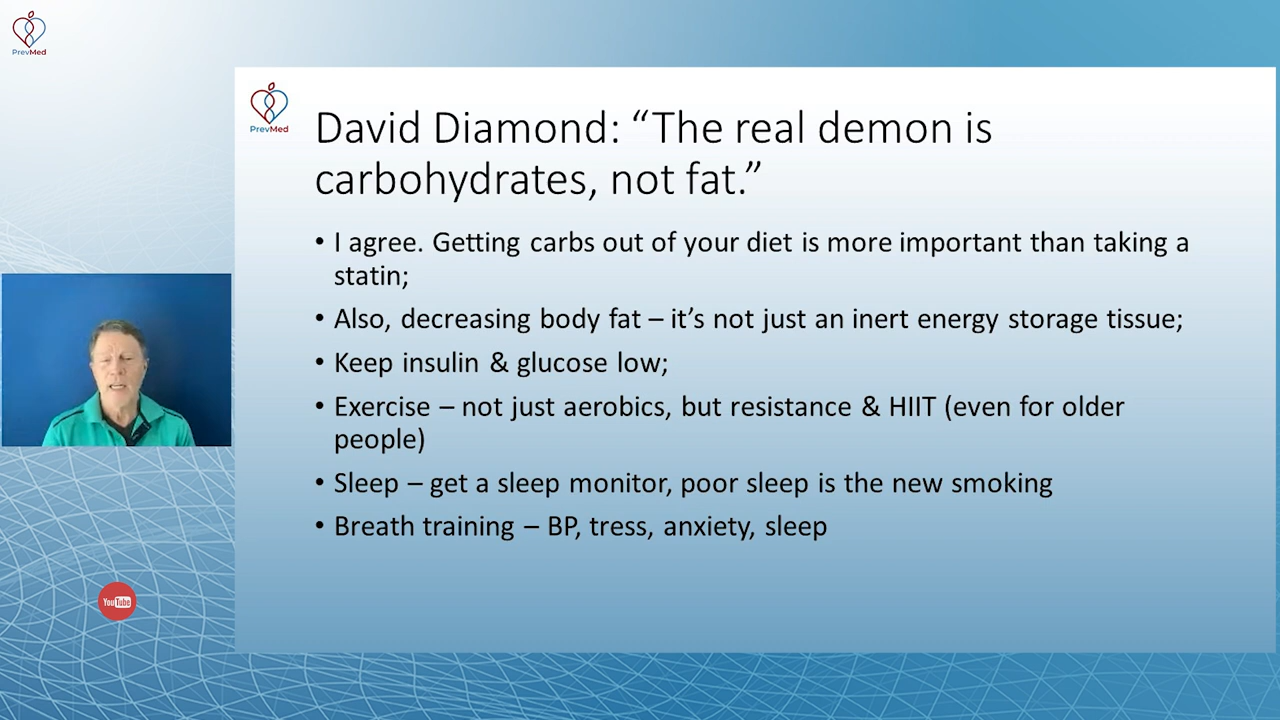 PrevMed
PrevMed
David Diamond: “The real demon is
carbohydrates, not fat.”
• I agree. Getting carbs out of your diet is more important than taking a
statin;
• Also, decreasing body fat – it’s not just an inert energy storage tissue;
• Keep insulin & glucose low;
• Exercise – not just aerobics, but resistance & HIIT (even for older
people)
• Sleep – get a sleep monitor, poor sleep is the new smoking
• Breath training – BP, tress, anxiety, sleep
YouTube